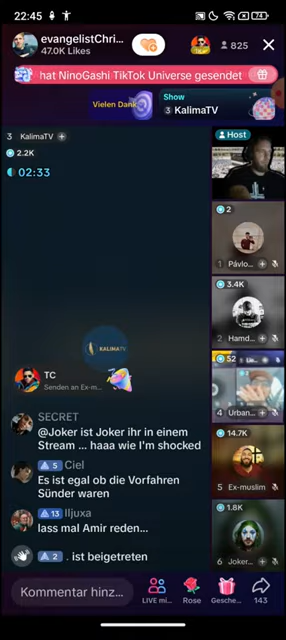 22:45
74
evangelistChri...
47.0K Likes
825
hat NinoGashi TikTok Universe gesendet
Vielen Dank
Show
3 KalimaTV
3 KalimaTV
2.2K
02:33
Host
2
1 Pávlo...
3.4K
2 Hamd...
KALIMATV
52
4 Urban...
TC
Senden an Ex-m...
14.7K
5 Ex-muslim
SECRET
@Joker ist Joker ihr in einem
Stream ... haaa wie I'm shocked
5 Ciel
Es ist egal ob die Vorfahren
Sünder waren
1.8K
6 Joker...
13 Iljuxa
lass mal Amir reden...
2 . ist beigetreten
Kommentar hinz...
LIVE mi...
Rose
Gesche...
143